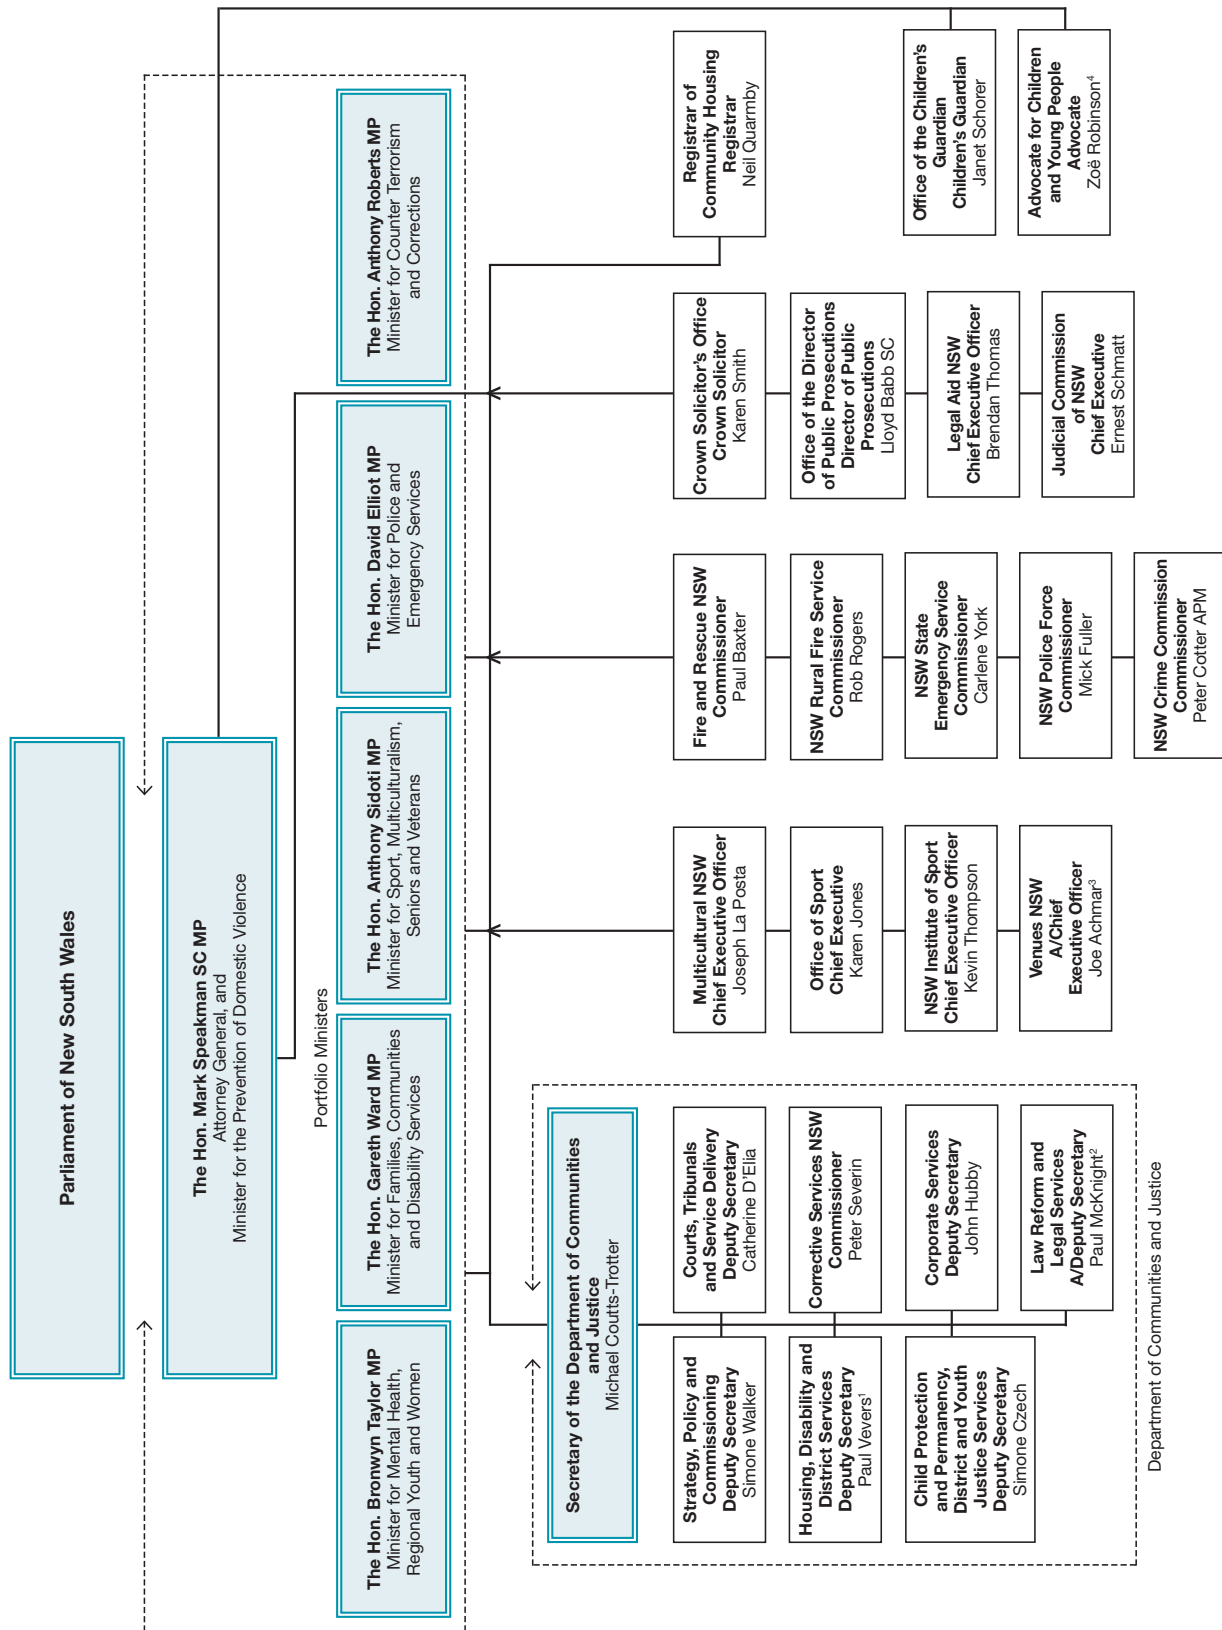 Parliament of New South Wales
The Hon. Mark Speakman SC MP
Attorney General, and
Minister for the Prevention of Domestic Violence
Portfolio Ministers
The Hon. Bronwyn Taylor MP
Minister for Mental Health,
Regional Youth and Women
The Hon. Gareth Ward MP
Minister for Families, Communities
and Disability Services
The Hon. Anthony Sidoti MP
Minister for Sport, Multiculturalism,
Seniors and Veterans
The Hon. David Elliot MP
Minister for Police and
Emergency Services
The Hon. Anthony Roberts MP
Minister for Counter Terrorism
and Corrections
Secretary of the Department of Communities
and Justice
Michael Coutts-Trotter
Strategy, Policy and
Commissioning
Deputy Secretary
Simone Walker
Housing, Disability and
District Services
Deputy Secretary
Paul Vevers¹
Child Protection
and Permanency,
District and Youth
Justice Services
Deputy Secretary
Simone Czech
Courts, Tribunals
and Service Delivery
Deputy Secretary
Catherine D'Elia
Corrective Services NSW
Commissioner
Peter Severin
Corporate Services
Deputy Secretary
John Hubby
Law Reform and
Legal Services
A/Deputy Secretary
Paul McKnight²
Department of Communities and Justice
Multicultural NSW
Chief Executive Officer
Joseph La Posta
Office of Sport
Chief Executive
Karen Jones
NSW Institute of Sport
Chief Executive Officer
Kevin Thompson
Venues NSW
A/Chief
Executive Officer
Joe Achmar³
Fire and Rescue NSW
Commissioner
Paul Baxter
NSW Rural Fire Service
Commissioner
Rob Rogers
NSW State
Emergency Service
Commissioner
Carlene York
NSW Police Force
Commissioner
Mick Fuller
NSW Crime Commission
Commissioner
Peter Cotter APM
Crown Solicitor's Office
Crown Solicitor
Karen Smith
Office of the Director
of Public Prosecutions
Director of Public
Prosecutions
Lloyd Babb SC
Legal Aid NSW
Chief Executive Officer
Brendan Thomas
Judicial Commission
of NSW
Chief Executive
Ernest Schmatt
Registrar of
Community Housing
Registrar
Neil Quarmby
Office of the Children's
Guardian
Children's Guardian
Janet Schorer
Advocate for Children
and Young People
Advocate
Zoë Robinson⁴